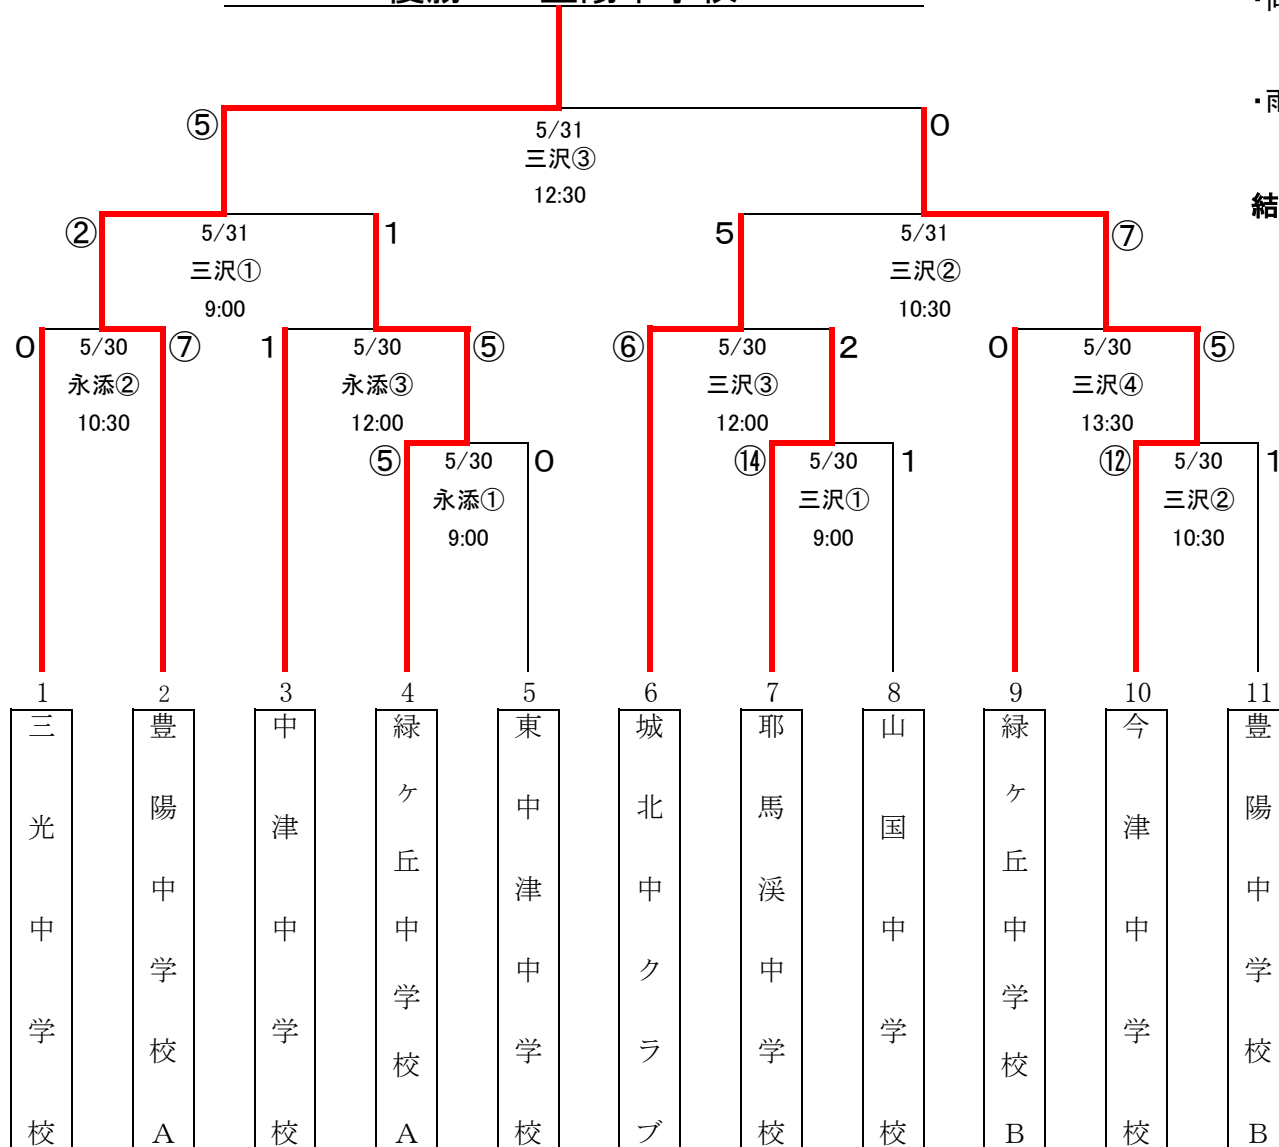 ⑤
0
5/31
三沢③
12:30
②
1
5
⑦
5/31
三沢①
9:00
5/31
三沢②
10:30
0
⑦
1
⑤
⑥
2
0
⑤
5/30
永添②
10:30
5/30
永添③
12:00
5/30
三沢③
12:00
5/30
三沢④
13:30
⑤
0
⑭
1
⑫
1
5/30
永添①
9:00
5/30
三沢①
9:00
5/30
三沢②
10:30
結
1
2
3
4
5
6
7
8
9
10
11
三光中学校
豊陽中学校A
中津中学校
緑ヶ丘中学校A
東中津中学校
城北中クラブ
耶馬渓中学校
山国中学校
緑ヶ丘中学校B
今津中学校
豊陽中学校B